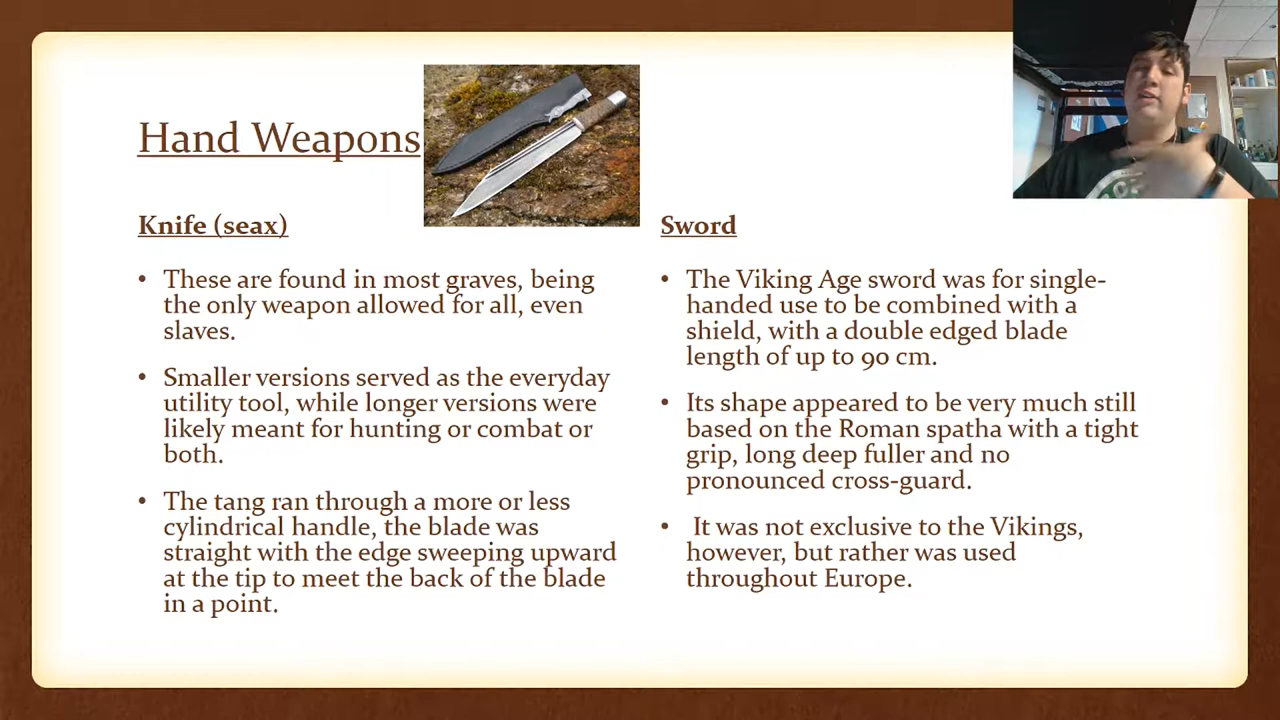 Hand Weapons
Knife (seax)
• These are found in most graves, being
the only weapon allowed for all, even
slaves.
• Smaller versions served as the everyday
utility tool, while longer versions were
likely meant for hunting or combat or
both.
• The tang ran through a more or less
cylindrical handle, the blade was
straight with the edge sweeping upward
at the tip to meet the back of the blade
in a point.
Sword
• The Viking Age sword was for single-
handed use to be combined with a
shield, with a double edged blade
length of up to 90 cm.
• Its shape appeared to be very much still
based on the Roman spatha with a tight
grip, long deep fuller and no
pronounced cross-guard.
• It was not exclusive to the Vikings,
however, but rather was used
throughout Europe.